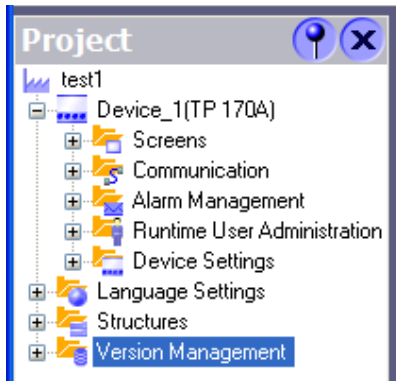 Project
test1
Device_1(TP 170A)
Screens
Communication
Alarm Management
Runtime User Administration
Device Settings
Language Settings
Structures
Version Management